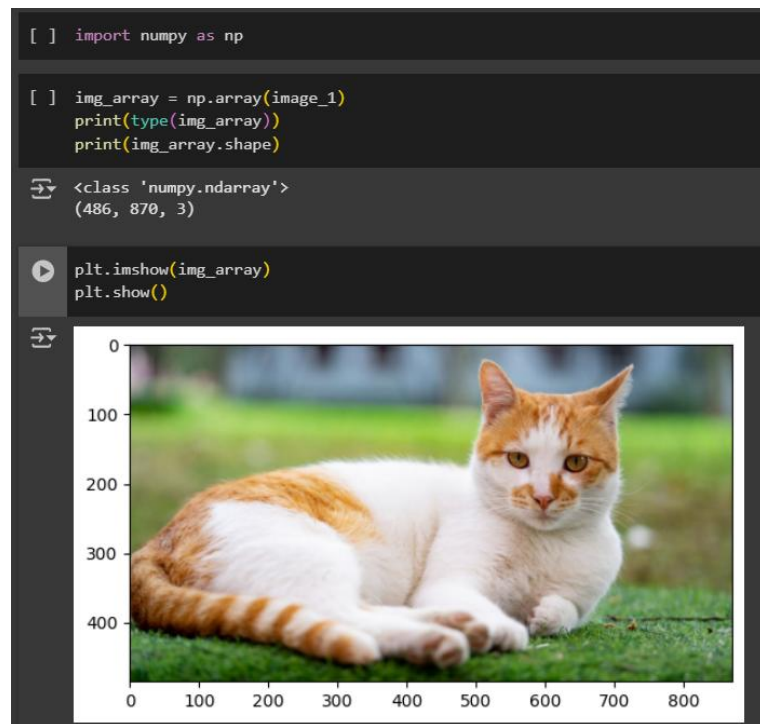 [ ] import numpy as np
[ ] img_array = np.array(image_1)
print(type(img_array))
print(img_array.shape)
<class 'numpy.ndarray'>
(486, 870, 3)
plt.imshow(img_array)
plt.show()
0
100
200
300
400
0 100 200 300 400 500 600 700 800